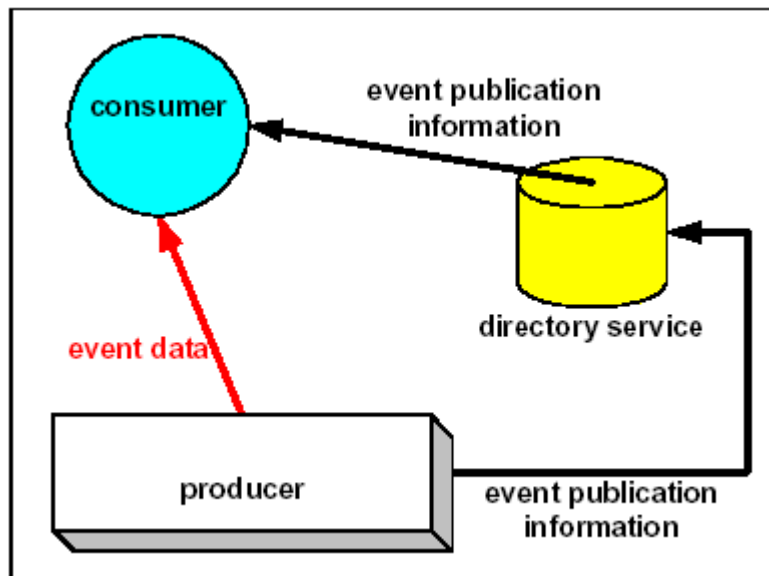 consumer
event publication
information
directory service
event data
producer
event publication
information